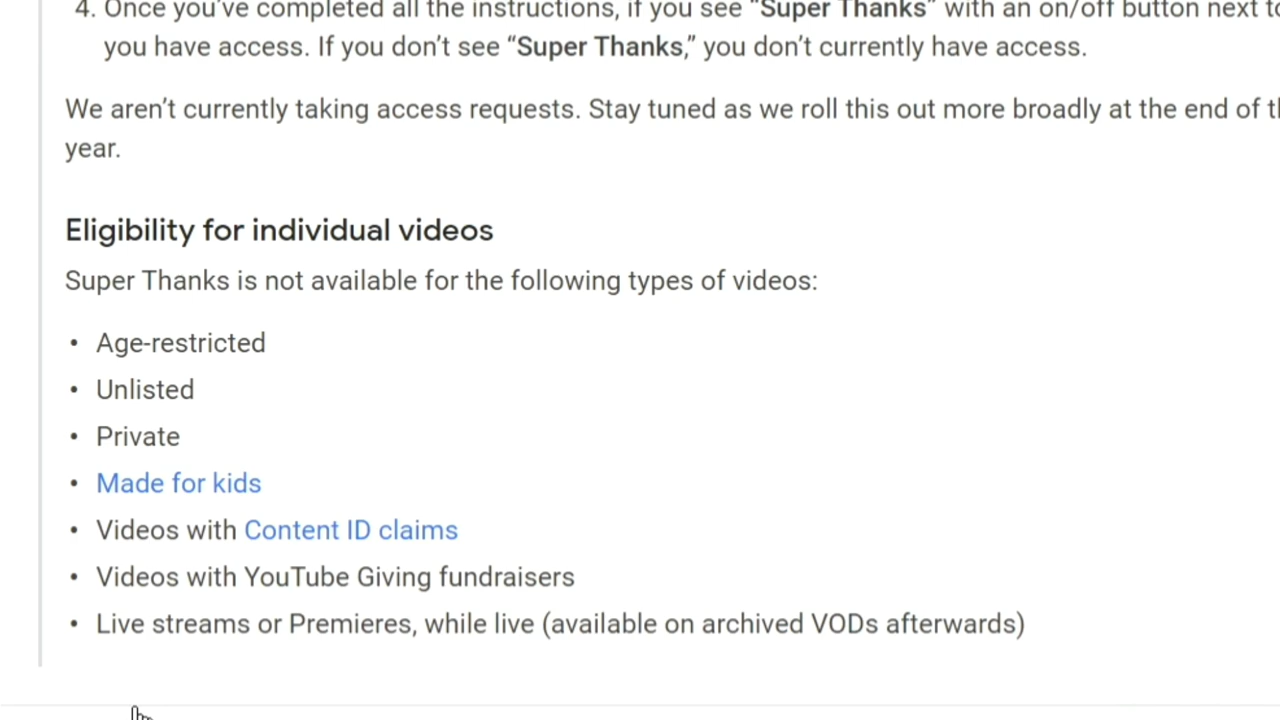 4. Once you've completed all the instructions, if you see "Super Thanks" with an on/off button next to
you have access. If you don't see “Super Thanks,” you don't currently have access.
We aren't currently taking access requests. Stay tuned as we roll this out more broadly at the end of
year.
Eligibility for individual videos
Super Thanks is not available for the following types of videos:
• Age-restricted
• Unlisted
• Private
• Made for kids
• Videos with Content ID claims
• Videos with YouTube Giving fundraisers
• Live streams or Premieres, while live (available on archived VODs afterwards)